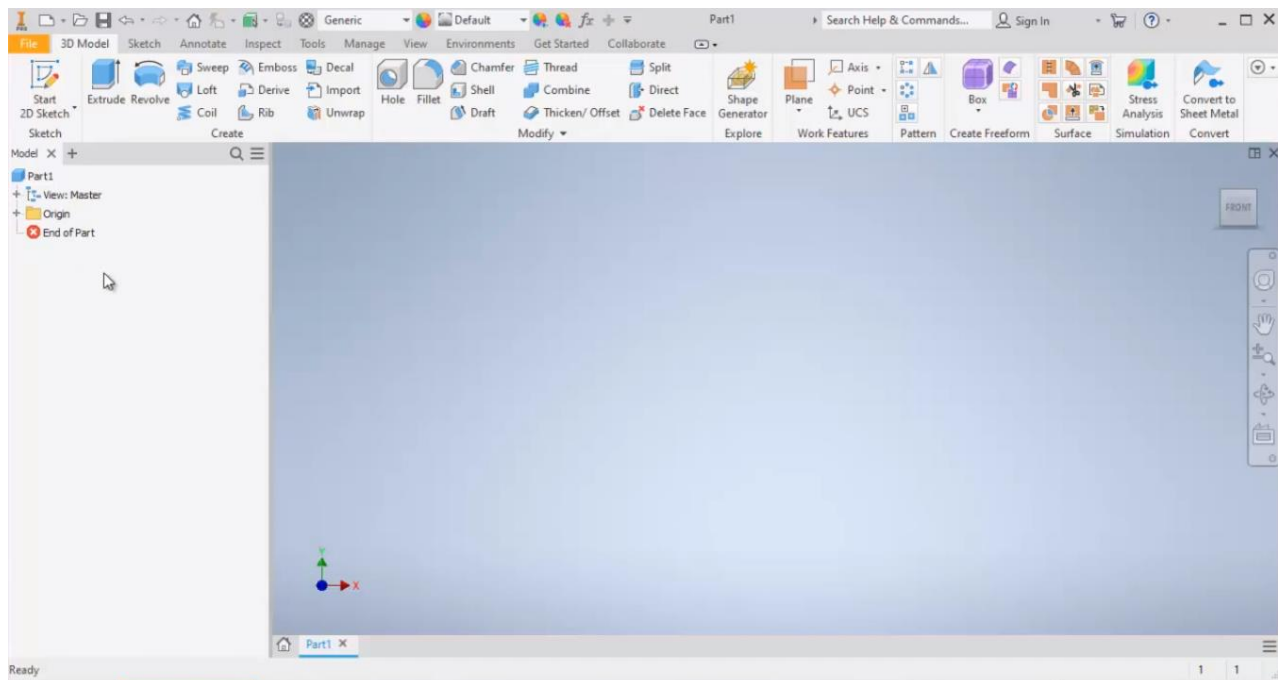 PRO Generic Default fx Part1 Search Help & Commands... Sign In
File 3D Model Sketch Annotate Inspect Tools Manage View Environments Get Started Collaborate
Start
2D Sketch
Sketch
Extrude Revolve
Sweep Emboss Decal
Loft Derive Import
Coil Rib Unwrap
Create
Hole Fillet
Chamfer Thread Split
Shell Combine Direct
Draft Thicken/ Offset Delete Face
Modify
Shape
Generator
Explore
Plane
Axis
Point
UCS
Work Features
Pattern
Box
Create Freeform
Surface
Stress
Analysis
Simulation
Convert to
Sheet Metal
Convert
Model
Part1
View: Master
Origin
End of Part
FRONT
Y
X
Part1
Ready 1 1